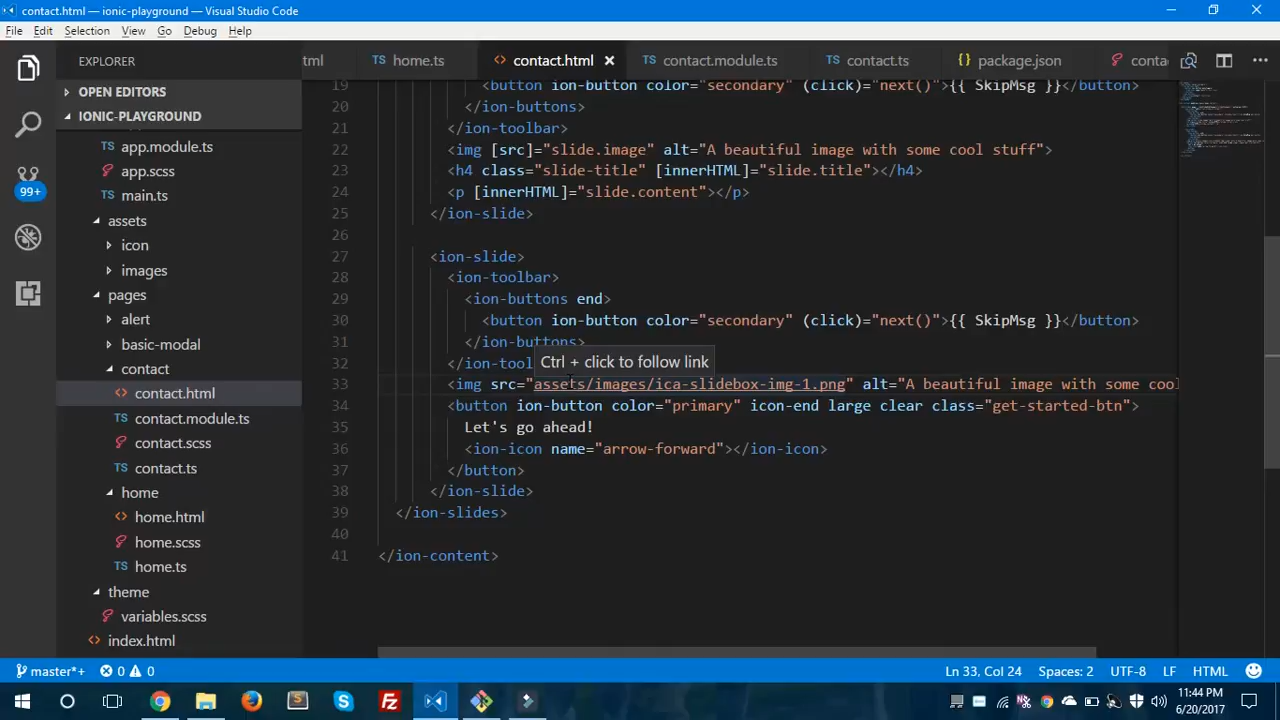 contact.html - ionic-playground — Visual Studio Code
File Edit Selection View Go Debug Help
EXPLORER
tml home.ts contact.html contact.module.ts contact.ts package.json conta
OPEN EDITORS
IONIC-PLAYGROUND
app.module.ts
app.scss
main.ts
assets
icon
images
pages
alert
basic-modal
contact
contact.html
contact.module.ts
contact.scss
contact.ts
home
home.html
home.scss
home.ts
theme
variables.scss
index.html
99+
19 <button ion-button color="secondary" (click)="next()">{{ SkipMsg }}</button>
20 </ion-buttons>
21 </ion-toolbar>
22 <img [src]="slide.image" alt="A beautiful image with some cool stuff">
23 <h4 class="slide-title" [innerHTML]="slide.title"></h4>
24 <p [innerHTML]="slide.content"></p>
25 </ion-slide>
26
27 <ion-slide>
28 <ion-toolbar>
29 <ion-buttons end>
30 <button ion-button color="secondary" (click)="next()">{{ SkipMsg }}</button>
31 </ion-buttons>
Ctrl + click to follow link
32 </ion-tool
33 <img src="assets/images/ica-slidebox-img-1.png" alt="A beautiful image with some cool
34 <button ion-button color="primary" icon-end large clear class="get-started-btn">
35 Let's go ahead!
36 <ion-icon name="arrow-forward"></ion-icon>
37 </button>
38 </ion-slide>
39 </ion-slides>
40
41 </ion-content>
master*+ 0 0 Ln 33, Col 24 Spaces: 2 UTF-8 LF HTML
11:44 PM
6/20/2017